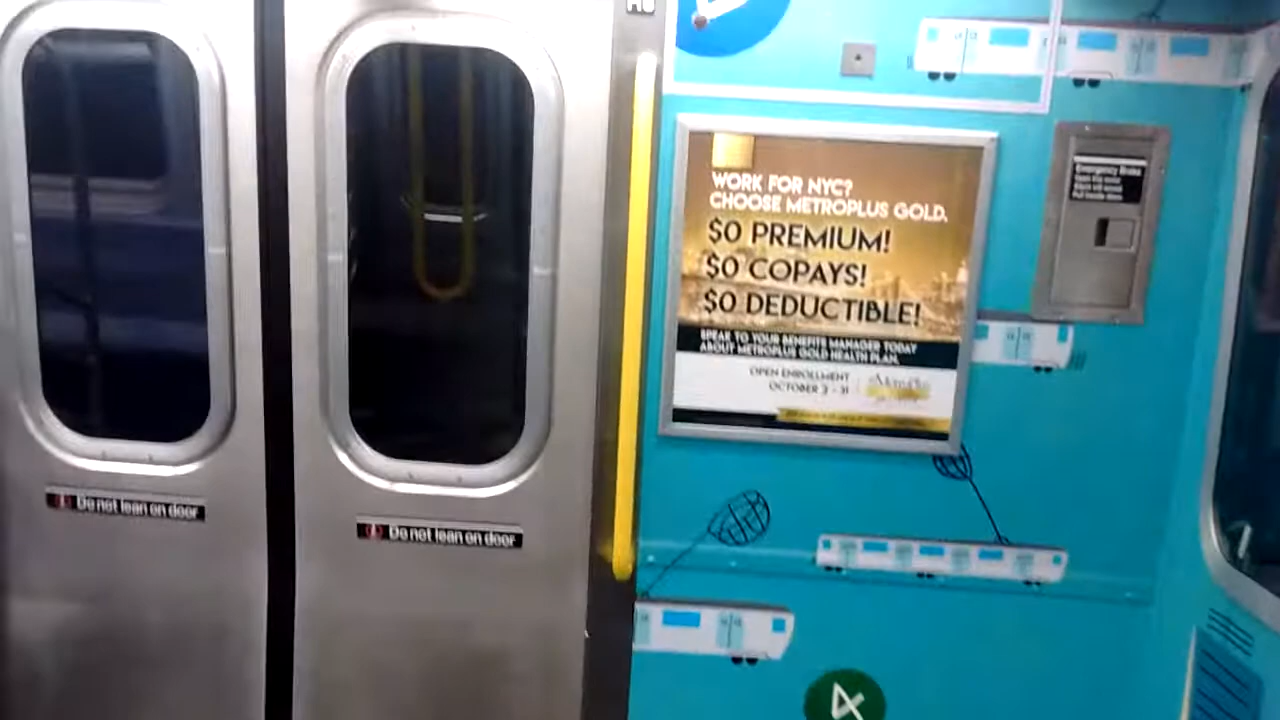 WORK FOR NYC?
CHOOSE METROPLUS GOLD.
$0 PREMIUM!
$0 COPAYS!
$0 DEDUCTIBLE!
SPEAK TO YOUR BENEFITS MANAGER TODAY
ABOUT METROPLUS GOLD HEALTH PLAN.
OPEN ENROLLMENT
OCTOBER 2 - 31
MetroPlus
Emergency Brake
Do not lean on door
Do not lean on door